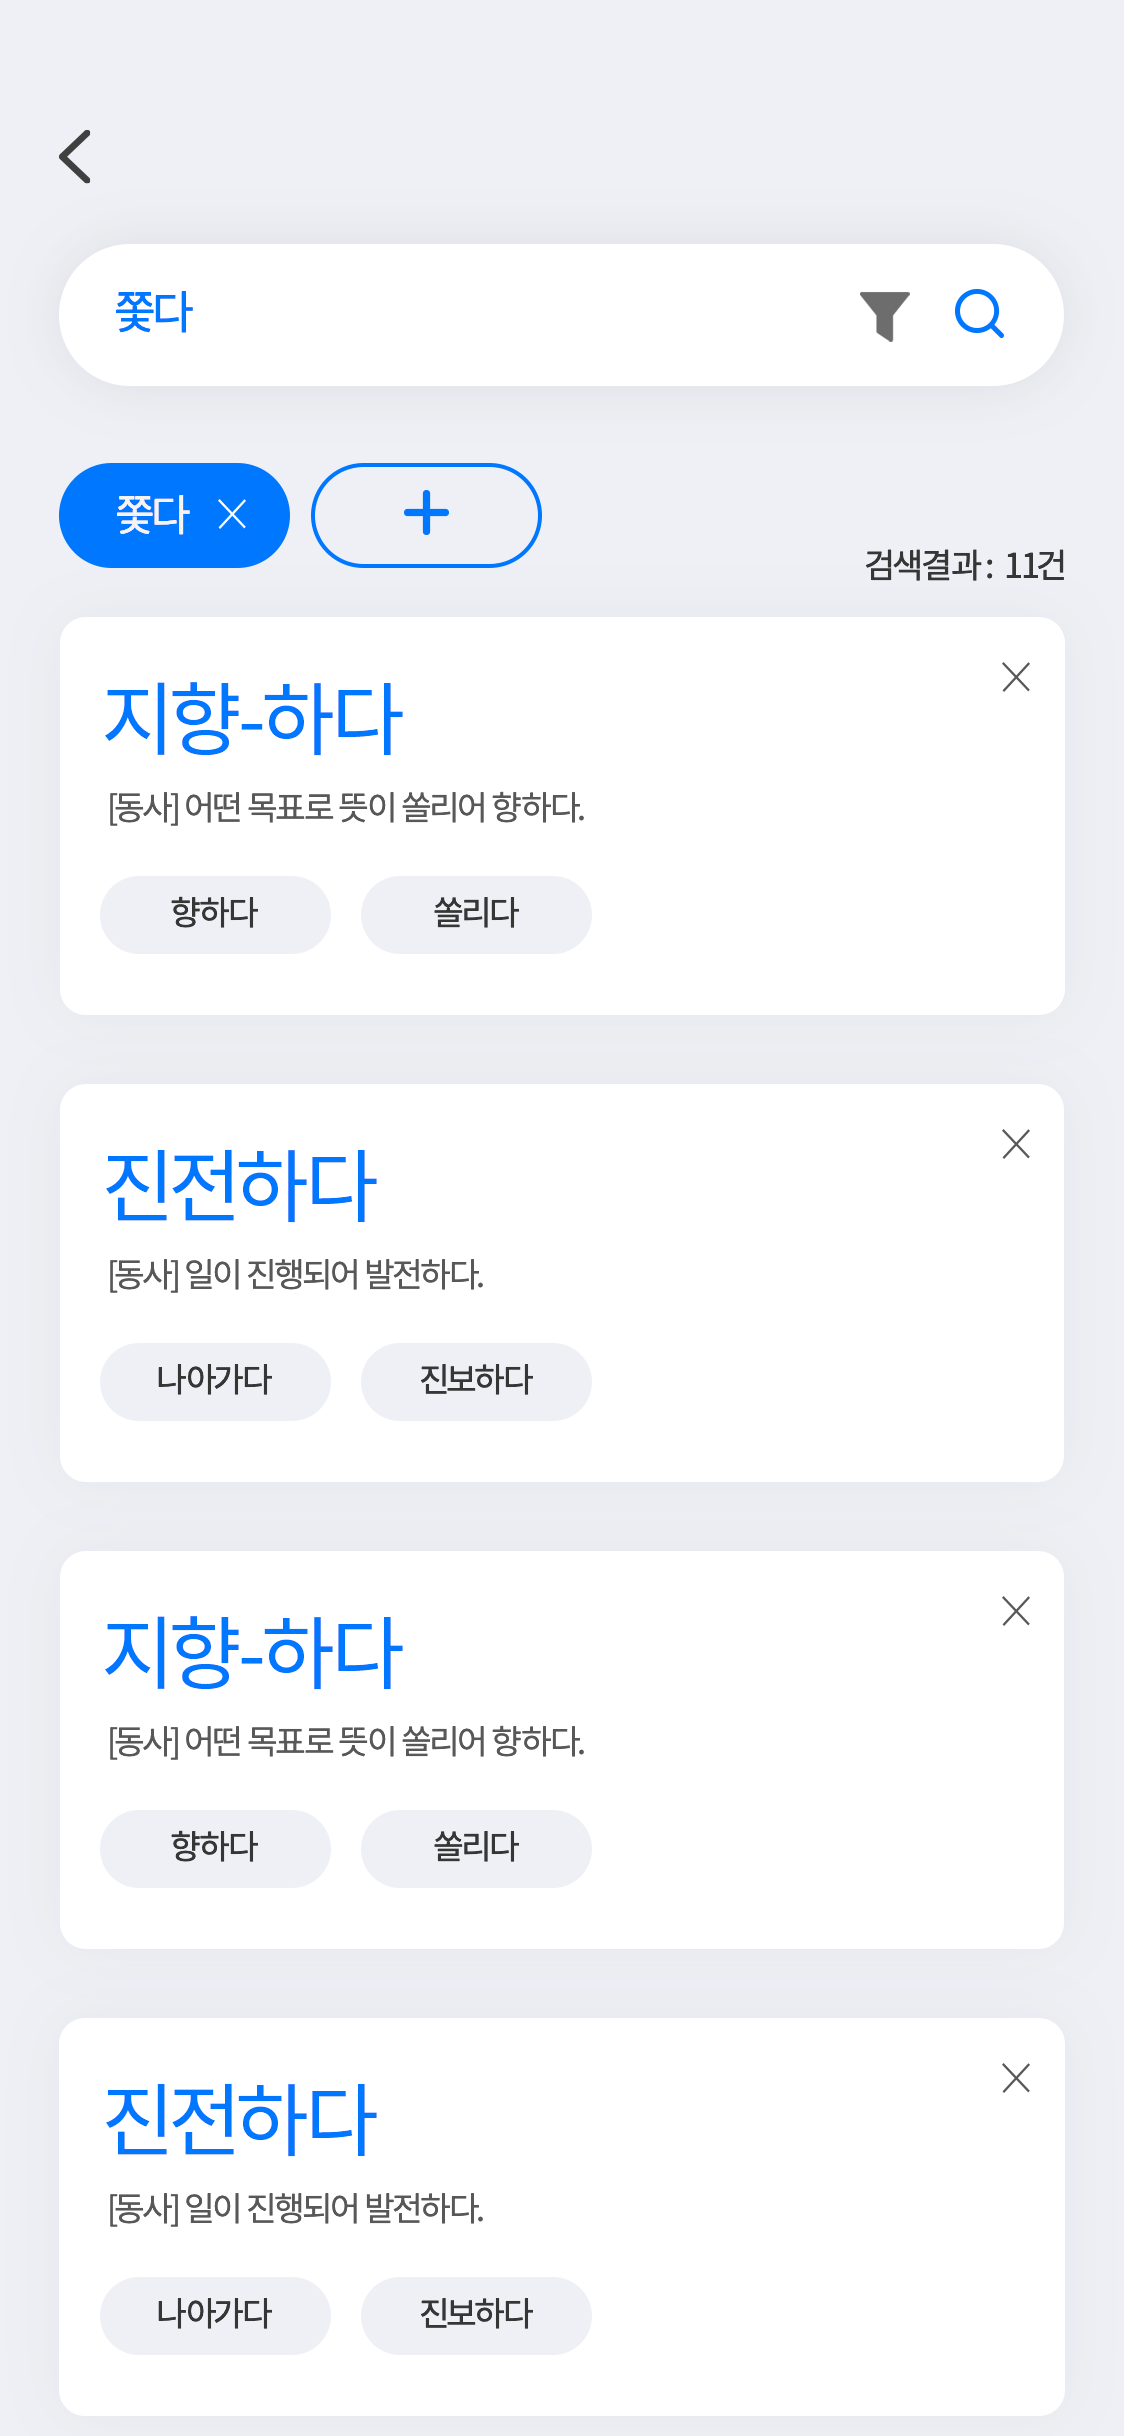 쫓다
쫓다
검색결과 : 11건
지향-하다
[동사] 어떤 목표로 뜻이 쏠리어 향하다.
향하다 쏠리다
진전하다
[동사] 일이 진행되어 발전하다.
나아가다 진보하다
지향-하다
[동사] 어떤 목표로 뜻이 쏠리어 향하다.
향하다 쏠리다
진전하다
[동사] 일이 진행되어 발전하다.
나아가다 진보하다